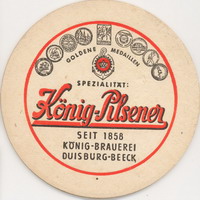 GOLDENE MEDAILLEN
SPEZIALITÄT:
König-Pilsener
SEIT 1858
KÖNIG-BRAUEREI
DUISBURG-BEECK